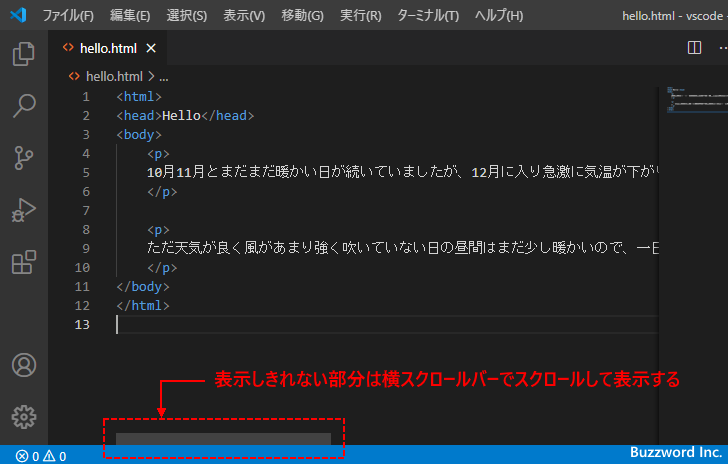 ファイル(F) 編集(E) 選択(S) 表示(V) 移動(G) 実行(R) ターミナル(T) ヘルプ(H) hello.html - vscode -
hello.html
hello.html > ...
1 <html>
2 <head>Hello</head>
3 <body>
4 <p>
5 10月11月とまだまだ暖かい日が続いていましたが、12月に入り急激に気温が下がり
6 </p>
7
8 <p>
9 ただ天気が良く風があまり強く吹いていない日の昼間はまだ少し暖かいので、一日
10 </p>
11 </body>
12 </html>
13
表示しきれない部分は横スクロールバーでスクロールして表示する
0 0 Buzzword Inc.